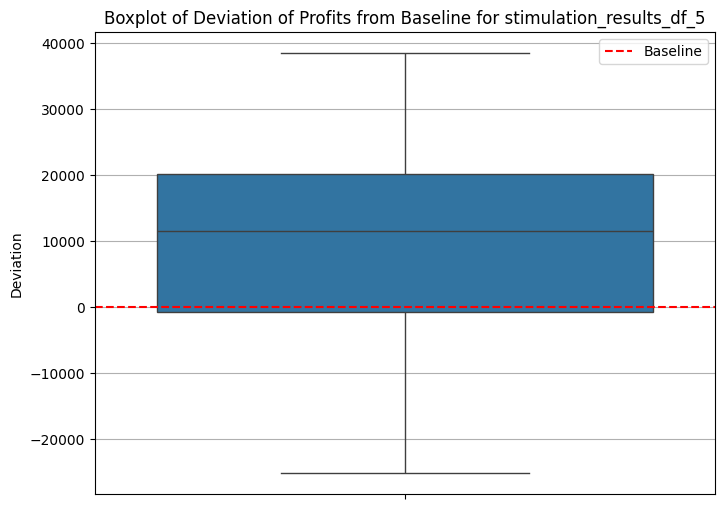 Boxplot of Deviation of Profits from Baseline for stimulation_results_df_5
Baseline
Deviation
40000
30000
20000
10000
0
−10000
−20000